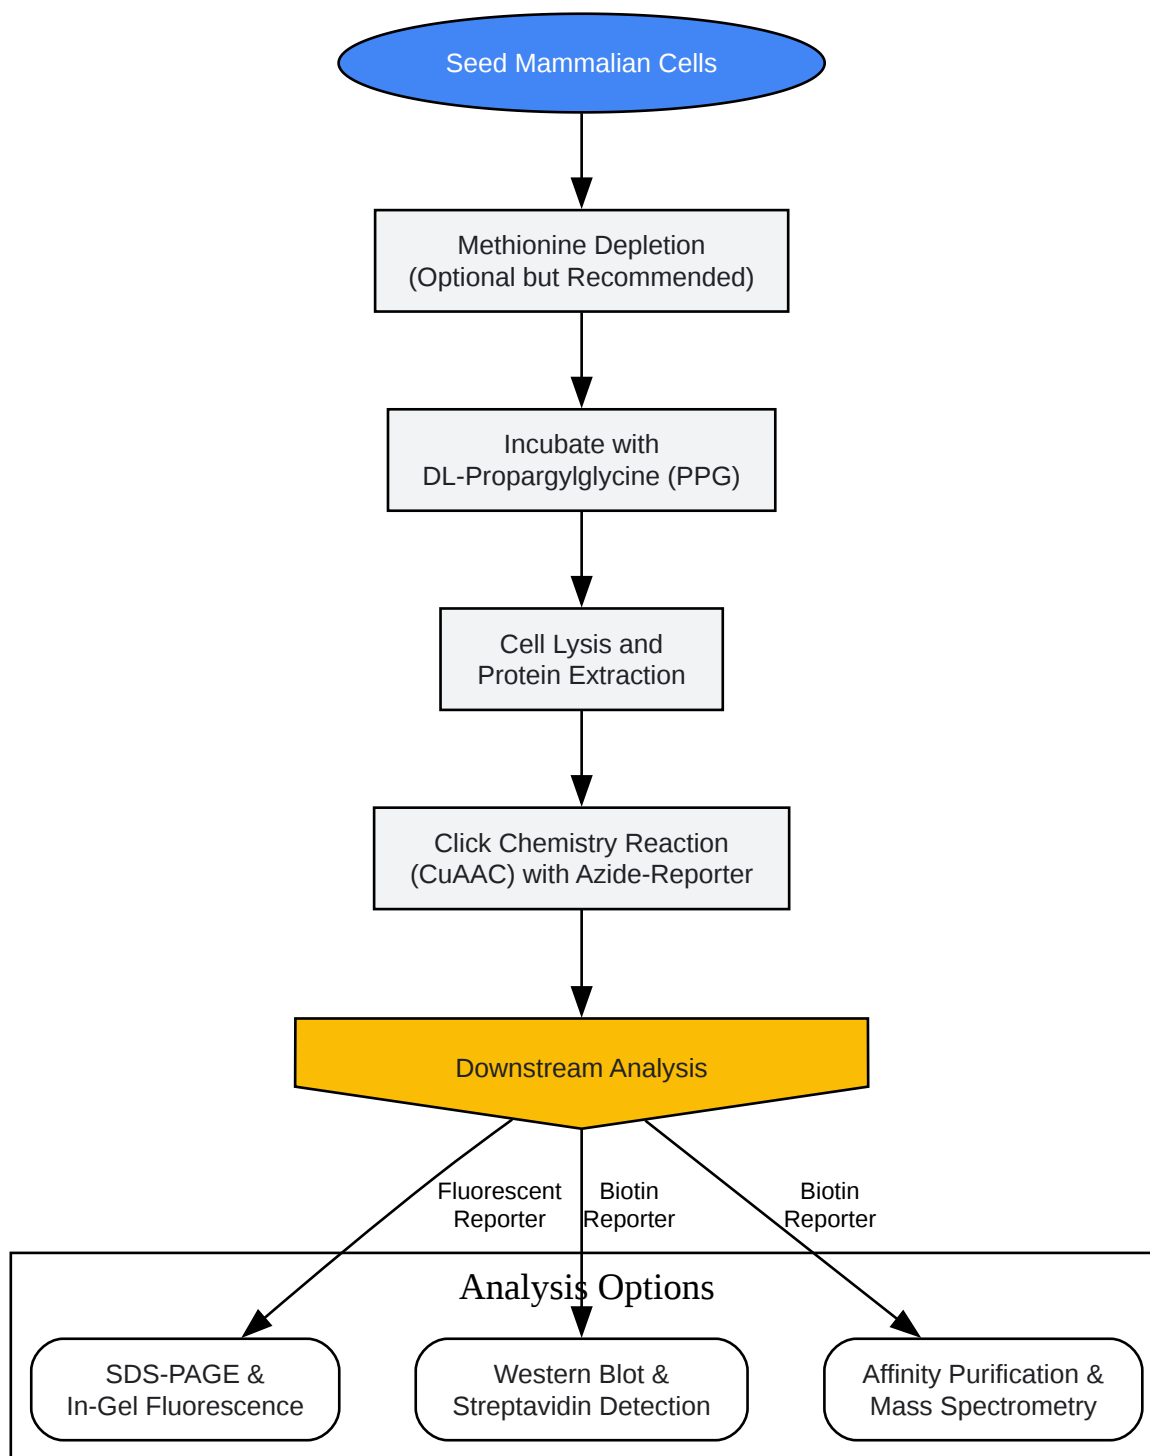 Seed Mammalian Cells
Methionine Depletion
(Optional but Recommended)
Incubate with
DL-Propargylglycine (PPG)
Cell Lysis and
Protein Extraction
Click Chemistry Reaction
(CuAAC) with Azide-Reporter
Downstream Analysis
Fluorescent
Reporter
Biotin
Reporter
Biotin
Reporter
Analysis Options
SDS-PAGE &
In-Gel Fluorescence
Western Blot &
Streptavidin Detection
Affinity Purification &
Mass Spectrometry